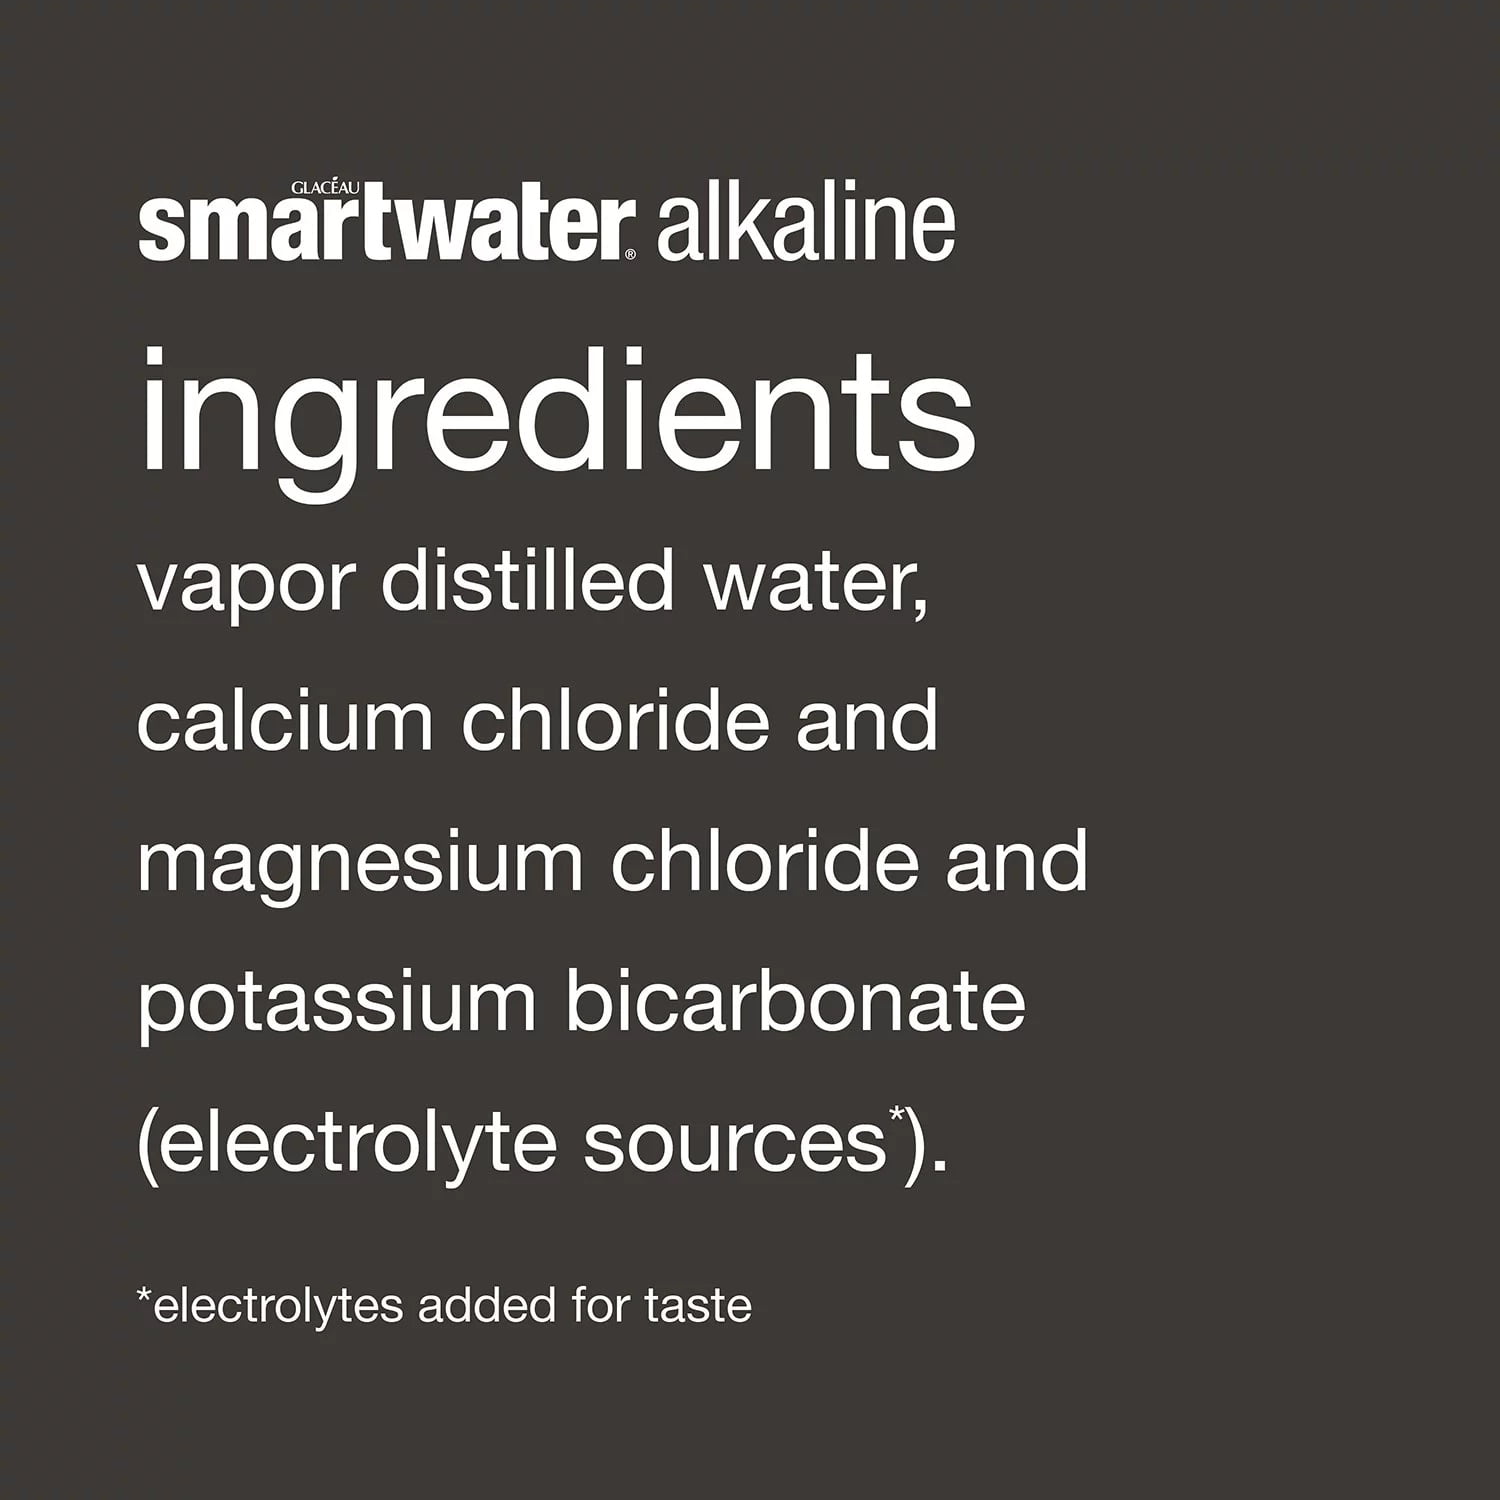 GLACÉAU
smartwater® alkaline
ingredients
vapor distilled water,
calcium chloride and
magnesium chloride and
potassium bicarbonate
(electrolyte sources*).
*electrolytes added for taste